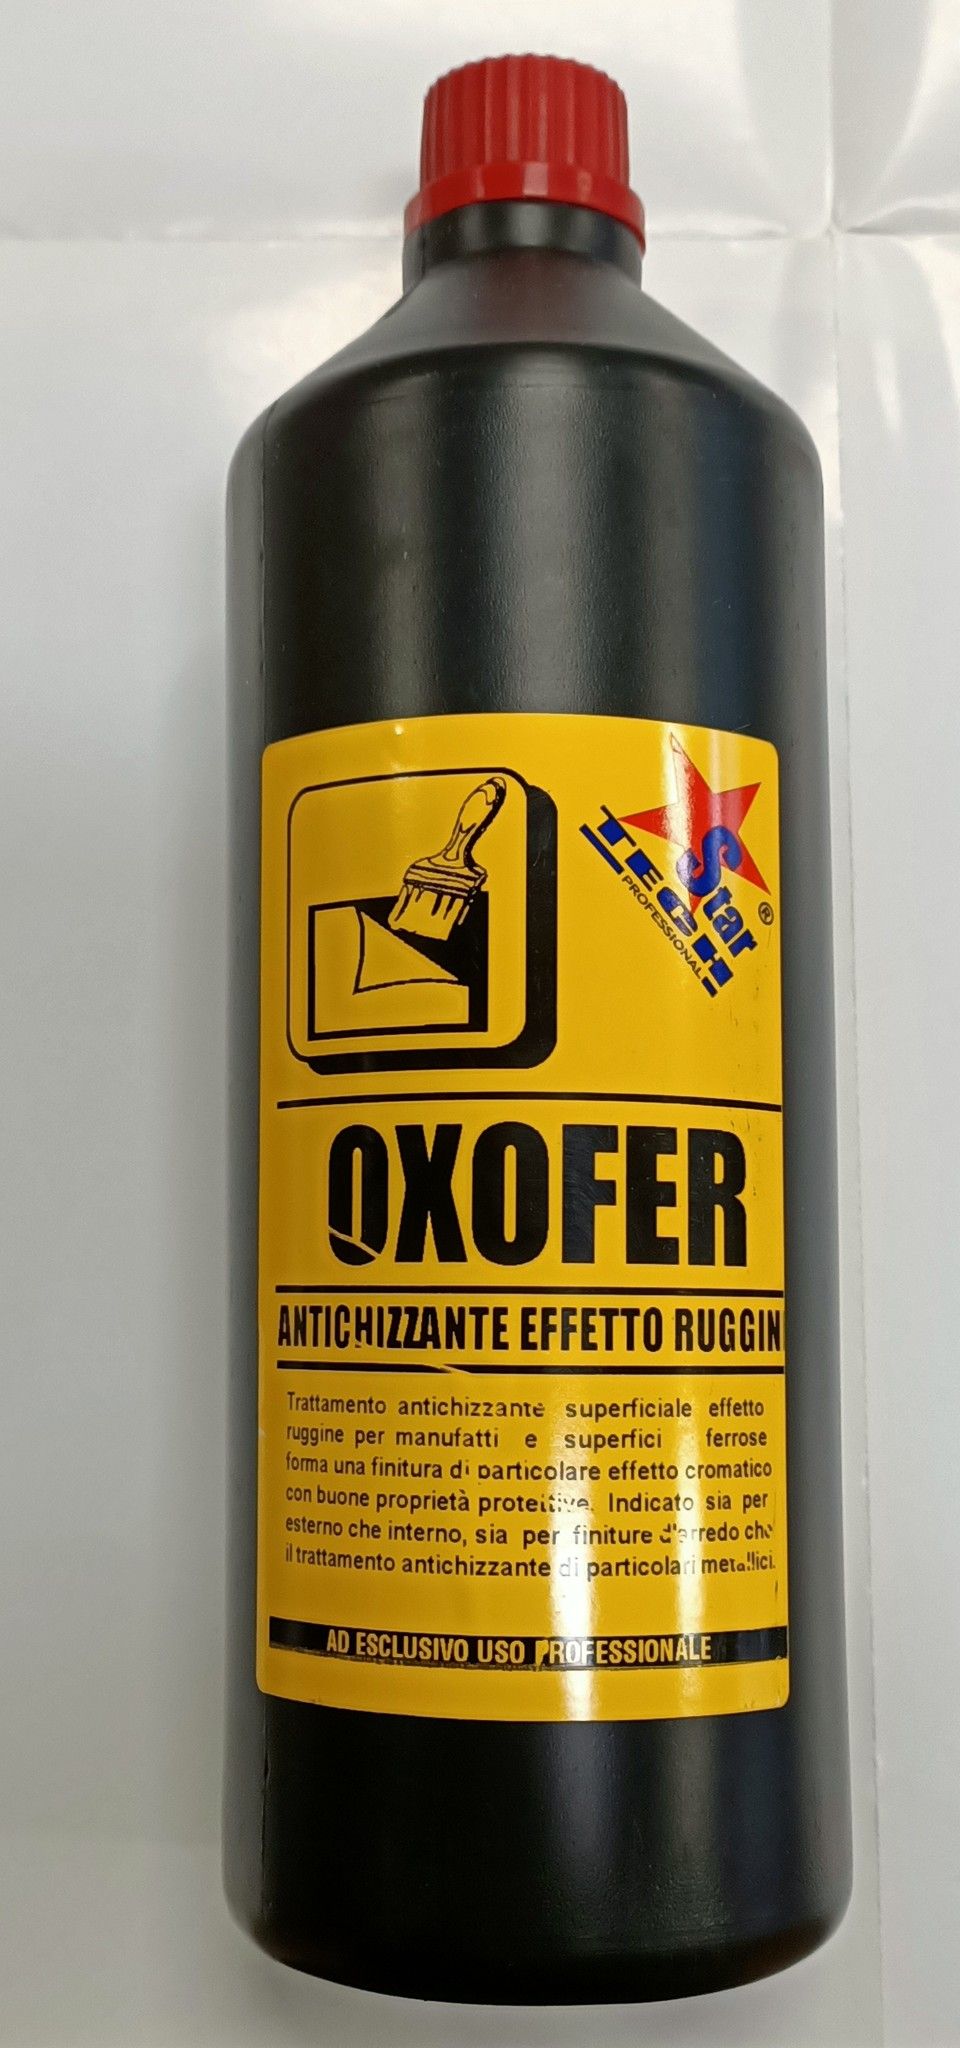 Star®
TECH
PROFESSIONAL
OXOFER
ANTICHIZZANTE EFFETTO RUGGIN
Trattamento antichizzante superficiale effetto
ruggine per manufatti e superfici ferrose
forma una finitura di particolare effetto cromatico
con buone proprietà protettive. Indicato sia per
esterno che interno, sia per finiture d'arredo che
il trattamento antichizzante di particolari metallici.
AD ESCLUSIVO USO PROFESSIONALE